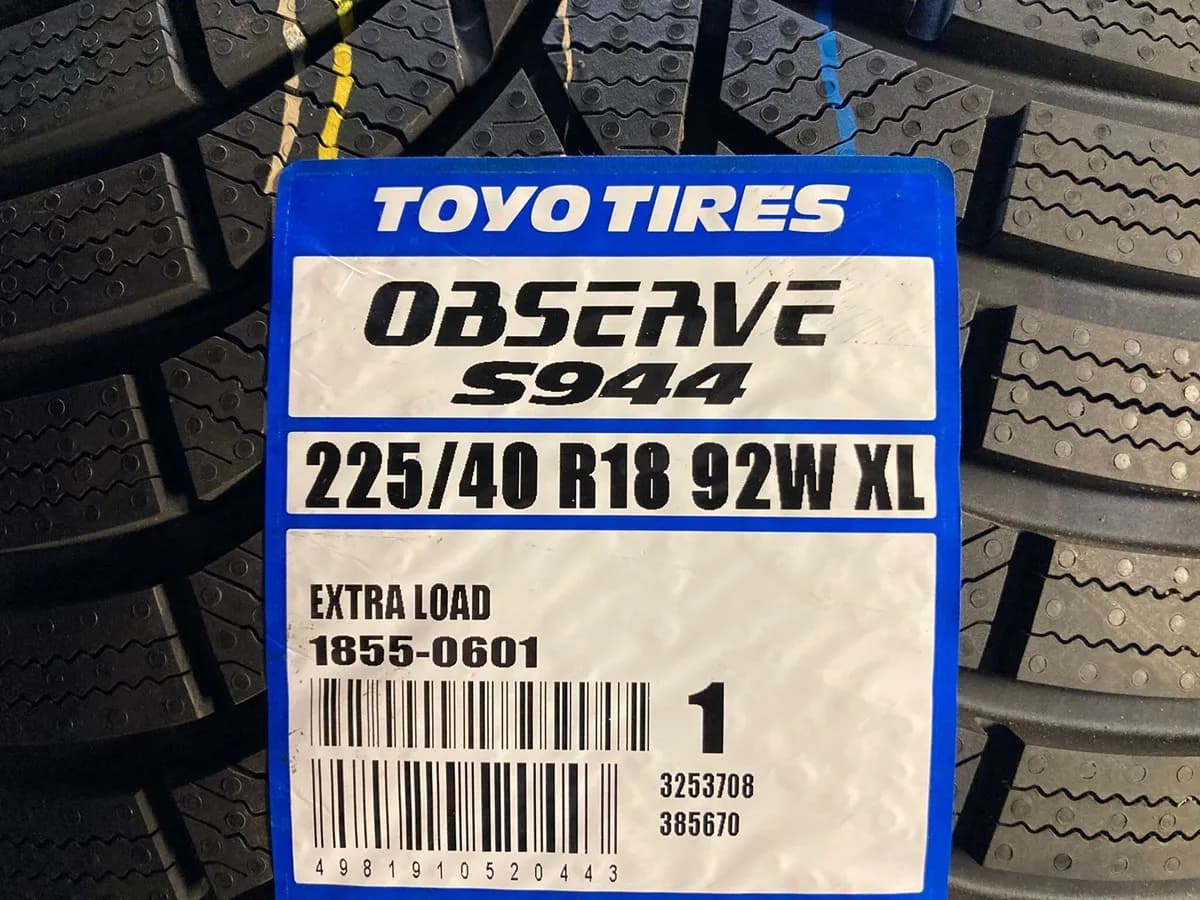 TOYO TIRES
OBSERVE
S944
225/40 R18 92W XL
EXTRA LOAD
1855-0601
1
3253708
385670
4981910520443